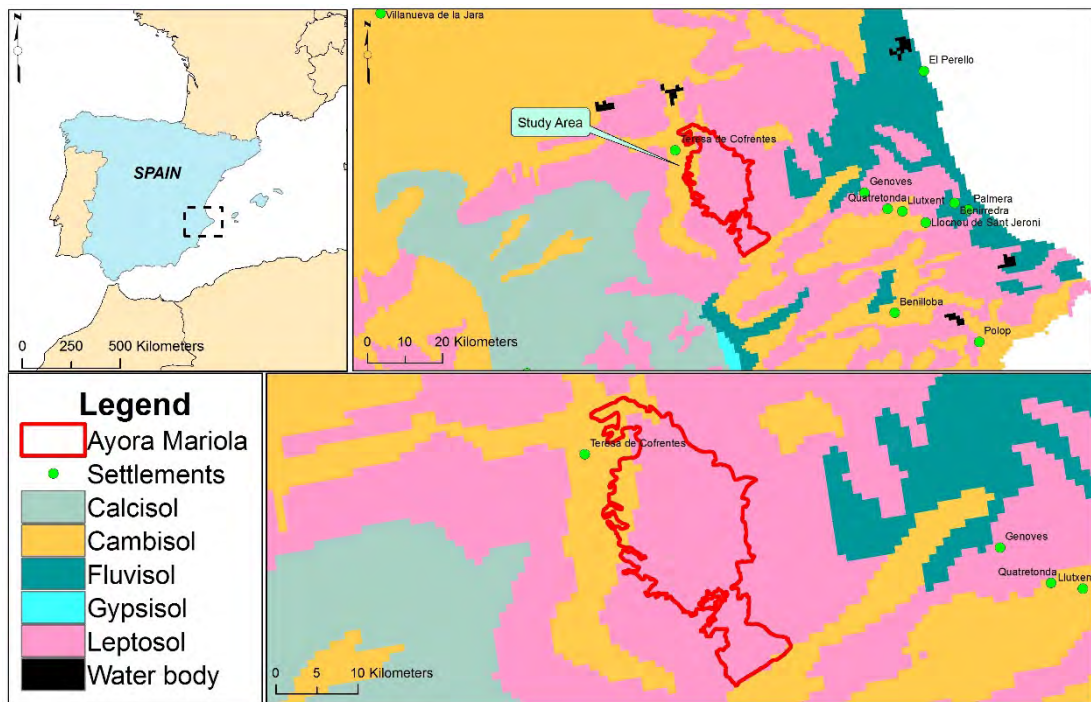 N
SPAIN
0 250 500 Kilometers
N
Villanueva de la Jara
El Perello
Study Area
Teresa de Cofrentes
Genoves
Quatretonda
Llutxent
Palmera
Benirredra
Llocnou de Sant Jeroni
Benilloba
Polop
0 10 20 Kilometers
Legend
Ayora Mariola
Settlements
Calcisol
Cambisol
Fluvisol
Gypsisol
Leptosol
Water body
Teresa de Cofrentes
Genoves
Quatretonda
Llutxen
0 5 10 Kilometers